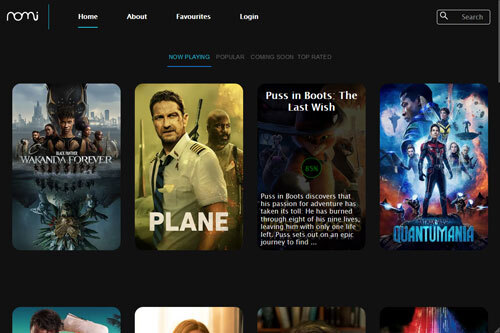 nomi
Home About Favourites Login Search
NOW PLAYING POPULAR COMING SOON TOP RATED
BLACK PANTHER
WAKANDA FOREVER
PLANE
Puss in Boots: The
Last Wish
85%
Puss in Boots discovers that
his passion for adventure has
taken its toll: He has burned
through eight of his nine lives,
leaving him with only one life
left. Puss sets out on an epic
journey to find ...
QUANTUMANIA